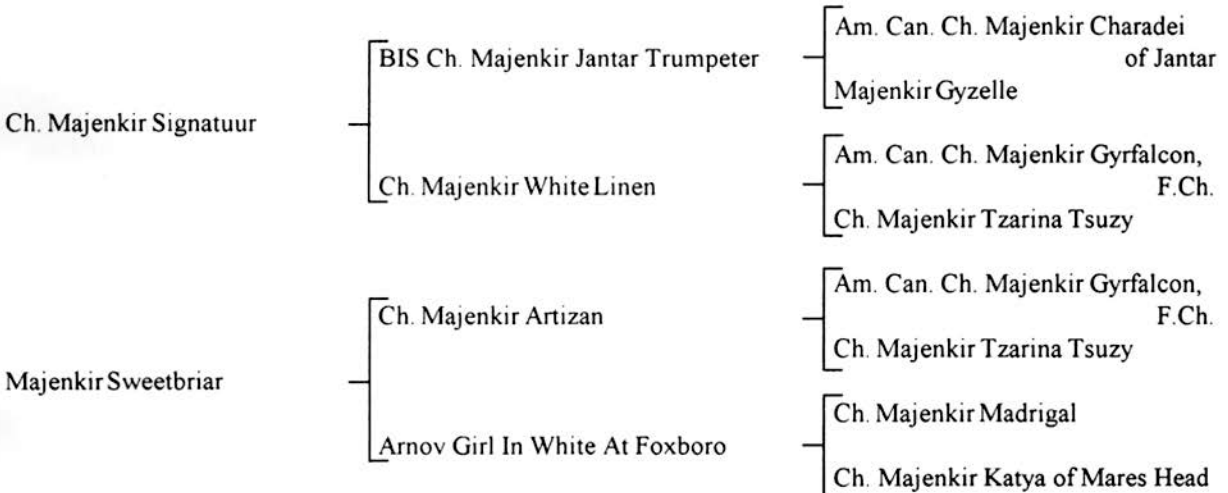 Am. Can. Ch. Majenkir Charadei
of Jantar
BIS Ch. Majenkir Jantar Trumpeter
Majenkir Gyzelle
Ch. Majenkir Signatuur
Am. Can. Ch. Majenkir Gyrfalcon,
F.Ch.
Ch. Majenkir White Linen
Ch. Majenkir Tzarina Tsuzy
Am. Can. Ch. Majenkir Gyrfalcon,
F.Ch.
Ch. Majenkir Artizan
Ch. Majenkir Tzarina Tsuzy
Majenkir Sweetbriar
Ch. Majenkir Madrigal
Arnov Girl In White At Foxboro
Ch. Majenkir Katya of Mares Head